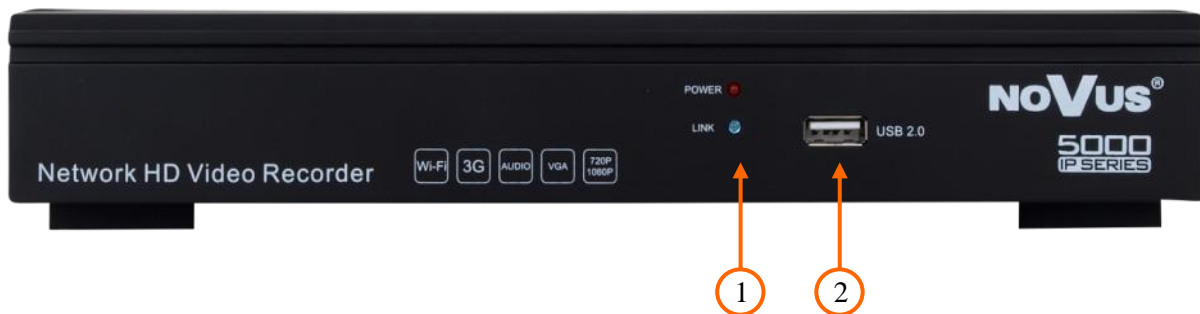 POWER
LINK
USB 2.0
NOVUS®
5000
IP SERIES
Network HD Video Recorder
Wi-Fi
3G
AUDIO
VGA
720P
1080P
1
2